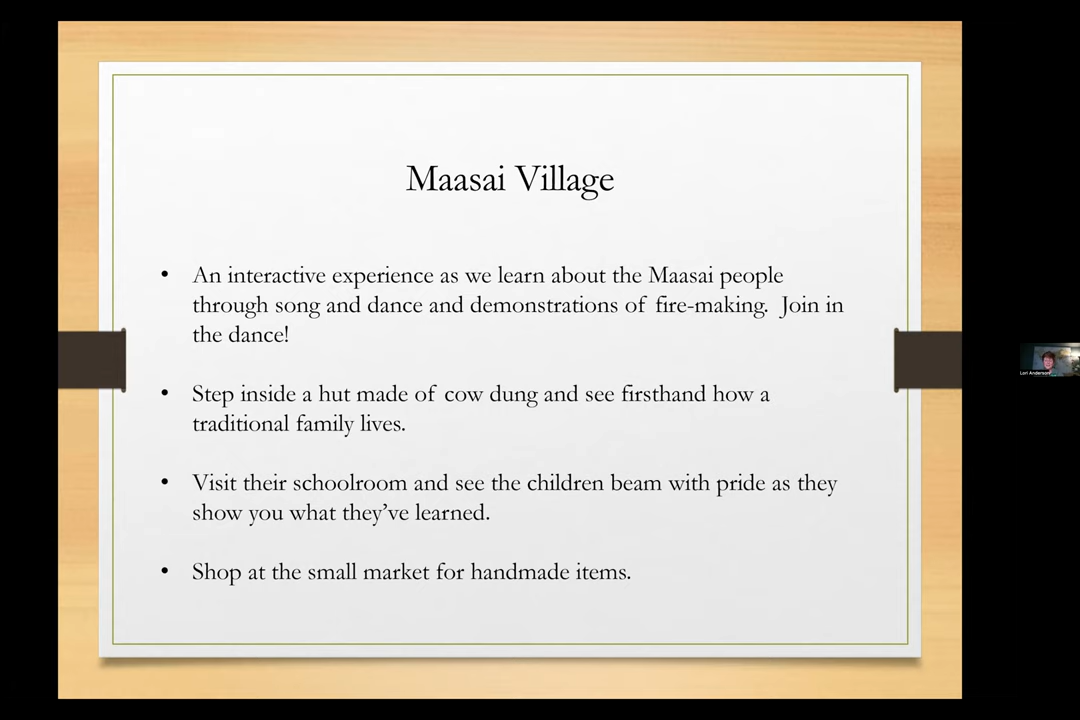 Maasai Village
• An interactive experience as we learn about the Maasai people
through song and dance and demonstrations of fire-making.  Join in
the dance!
• Step inside a hut made of cow dung and see firsthand how a
traditional family lives.
• Visit their schoolroom and see the children beam with pride as they
show you what they’ve learned.
• Shop at the small market for handmade items.
Lori Anderson